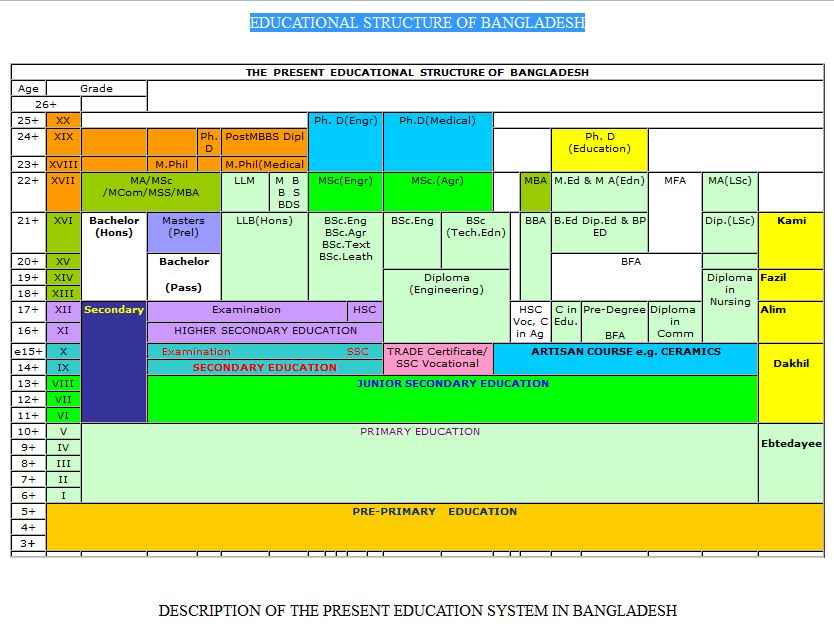 EDUCATIONAL STRUCTURE OF BANGLADESH
THE PRESENT EDUCATIONAL STRUCTURE OF BANGLADESH
Age Grade
26+
25+ XX Ph. D(Engr) Ph.D(Medical)
24+ XIX Ph. PostMBBS Dipl Ph. D
D (Education)
23+ XVIII M.Phil M.Phil(Medical
22+ XVII MA/MSc LLM M B MSc(Engr) MSc.(Agr) MBA M.Ed & M A(Edn) MFA MA(LSc)
/MCom/MSS/MBA B S
BDS
21+ XVI Bachelor Masters LLB(Hons) BSc.Eng BSc.Eng BSc BBA B.Ed Dip.Ed & BP Dip.(LSc) Kami
(Hons) (Prel) BSc.Agr (Tech.Edn) ED
BSc.Text
BSc.Leath
20+ XV Bachelor BFA
19+ XIV Diploma Diploma Fazil
(Pass) (Engineering) in
18+ XIII Nursing
17+ XII Secondary Examination HSC HSC C in Pre-Degree Diploma Alim
Voc, C Edu. in
16+ XI HIGHER SECONDARY EDUCATION in Ag BFA Comm
e15+ X Examination SSC TRADE Certificate/ ARTISAN COURSE e.g. CERAMICS
SSC Vocational Dakhil
14+ IX SECONDARY EDUCATION
13+ VIII JUNIOR SECONDARY EDUCATION
12+ VII
11+ VI
10+ V PRIMARY EDUCATION
9+ IV Ebtedayee
8+ III
7+ II
6+ I
5+ PRE-PRIMARY EDUCATION
4+
3+
DESCRIPTION OF THE PRESENT EDUCATION SYSTEM IN BANGLADESH